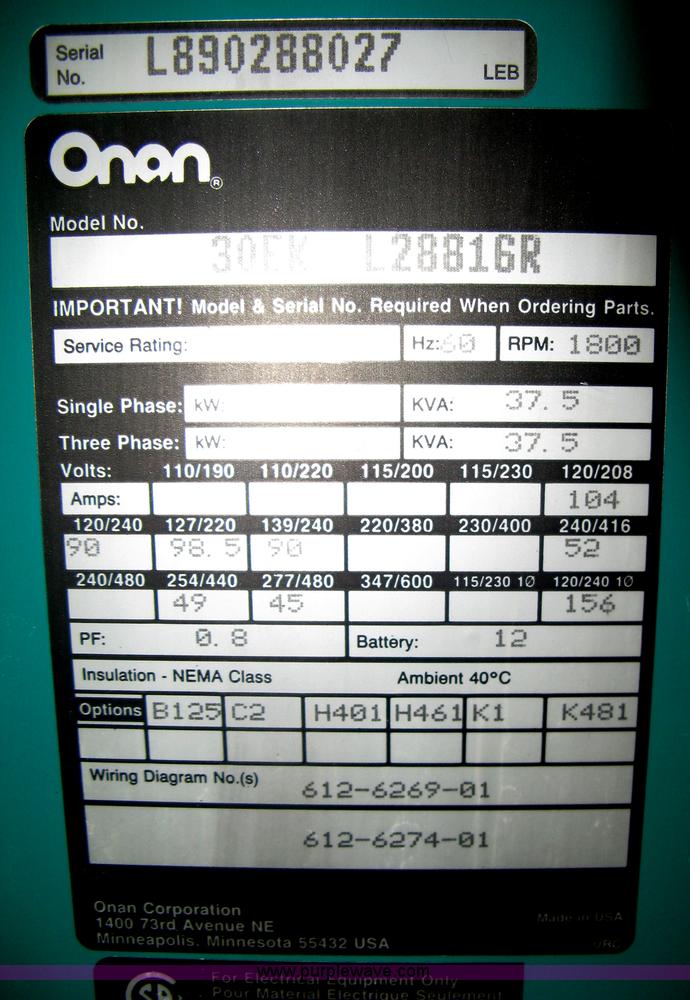 Serial No. L890288027 LEB
Onan®
Model No.
30EK L28816R
IMPORTANT! Model & Serial No. Required When Ordering Parts.
Service Rating: Hz: 60 RPM: 1800
Single Phase: kW: KVA: 37.5
Three Phase: kW: KVA: 37.5
Volts: 110/190 110/220 115/200 115/230 120/208
Amps: 104
120/240 127/220 139/240 220/380 230/400 240/416
90 98.5 90 52
240/480 254/440 277/480 347/600 115/230 1Ø 120/240 1Ø
49 45 156
PF: 0.8 Battery: 12
Insulation - NEMA Class Ambient 40°C
Options B125 C2 H401 H461 K1 K481
Wiring Diagram No.(s) 612-6269-01
612-6274-01
Onan Corporation
1400 73rd Avenue NE Made in USA
Minneapolis, Minnesota 55432 USA
www.purplewave.com
For Electrical Equipment Only
Pour Material Electrique Seulement